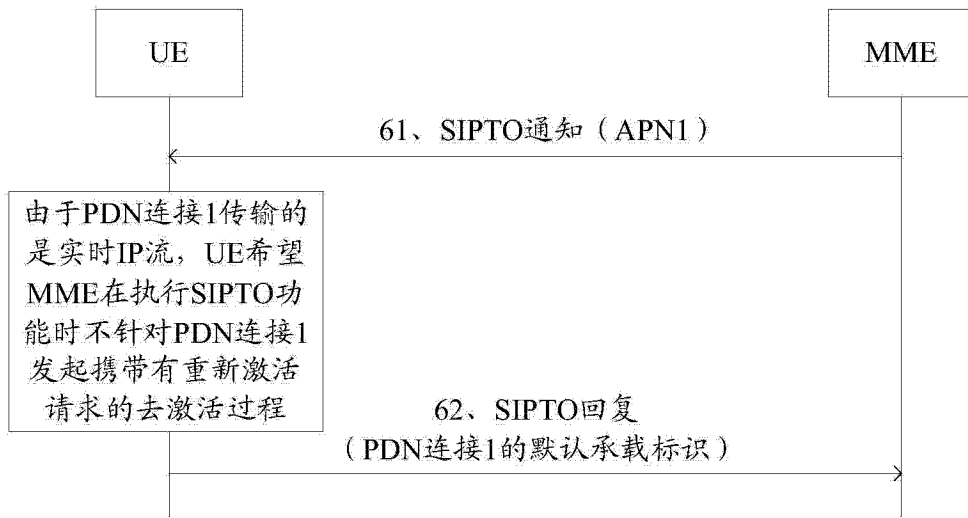 UE
MME
61、SIPTO通知（APN1）
由于PDN连接1传输的
是实时IP流，UE希望
MME在执行SIPTO功
能时不针对PDN连接1
发起携带有重新激活
请求的去激活过程
62、SIPTO回复
（PDN连接1的默认承载标识）